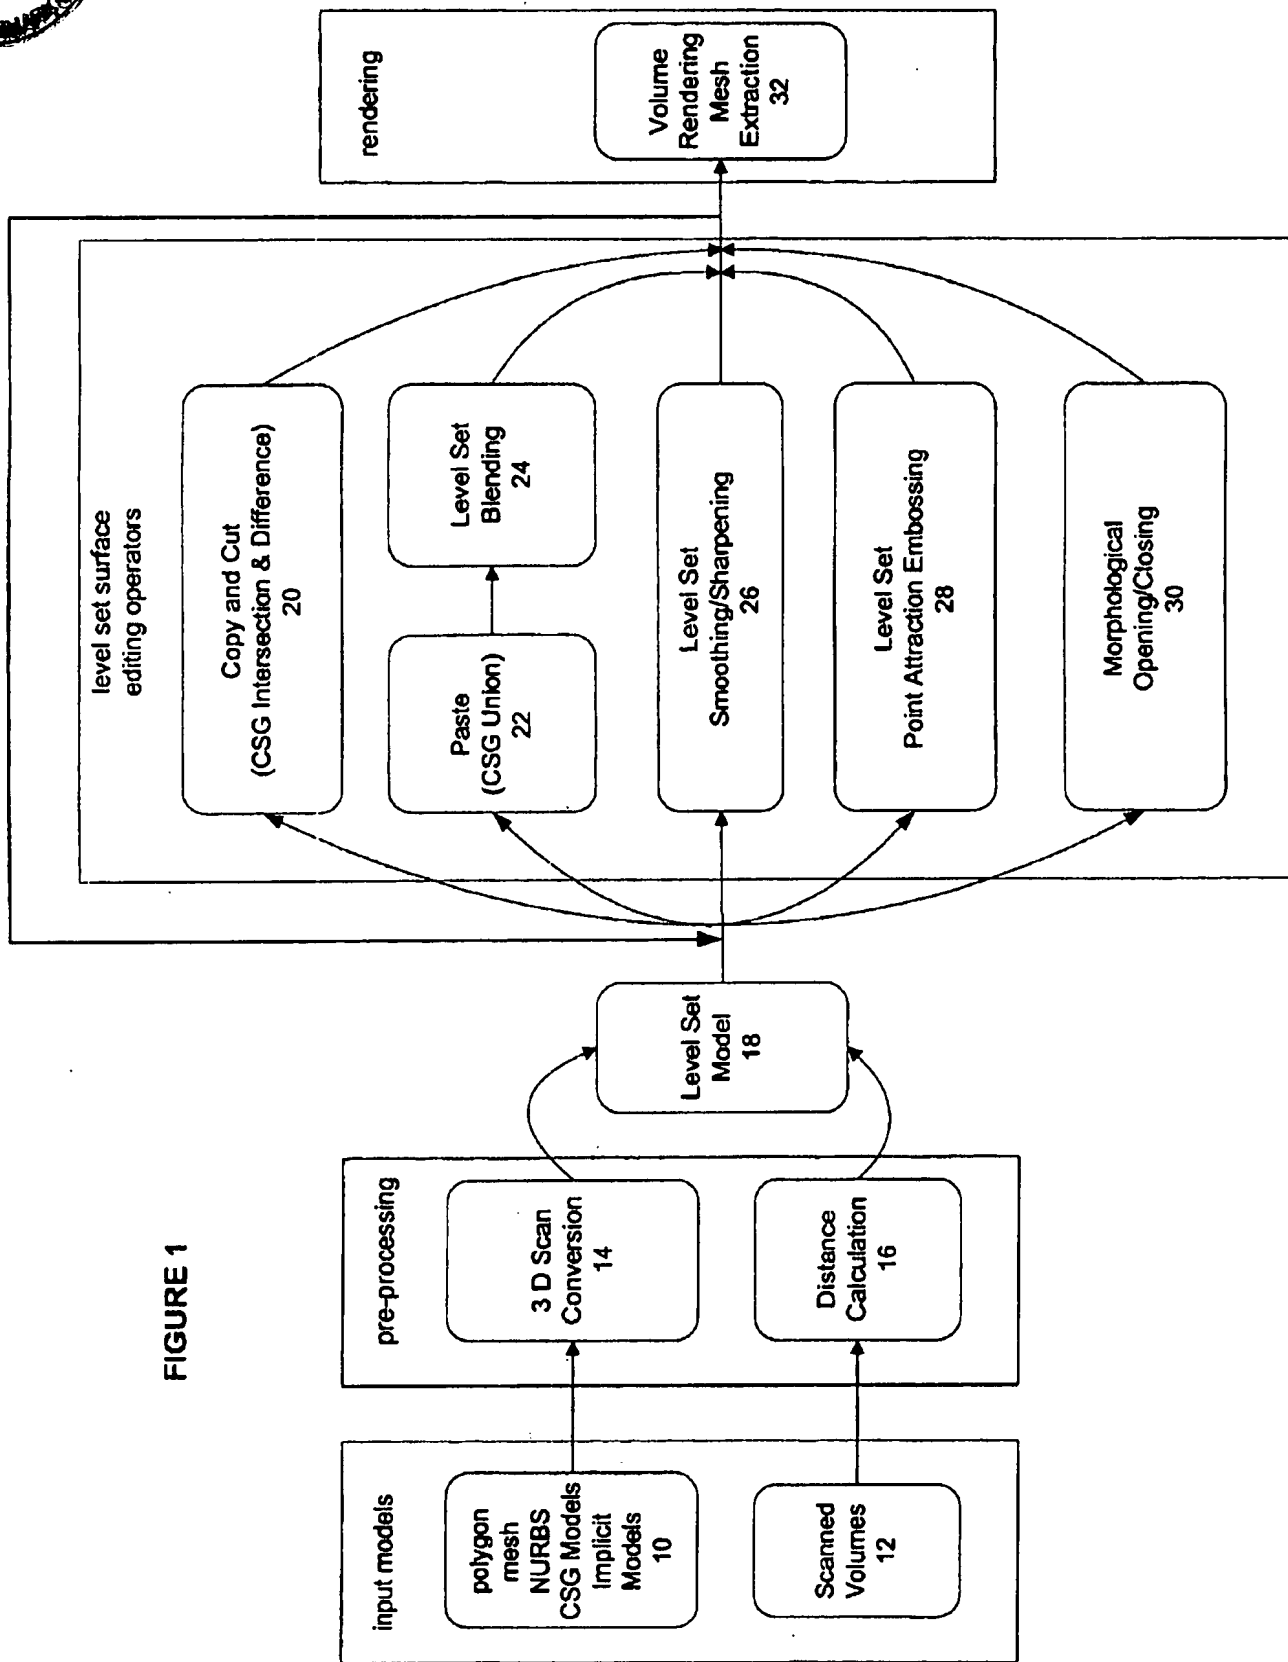 FIGURE 1
input models
polygon
mesh
NURBS
CSG Models
Implicit
Models
10
Scanned
Volumes
12
pre-processing
3 D Scan
Conversion
14
Distance
Calculation
16
Level Set
Model
18
level set surface
editing operators
Copy and Cut
(CSG Intersection & Difference)
20
Paste
(CSG Union)
22
Level Set
Blending
24
Level Set
Smoothing/Sharpening
26
Level Set
Point Attraction Embossing
28
Morphological
Opening/Closing
30
rendering
Volume
Rendering
Mesh
Extraction
32